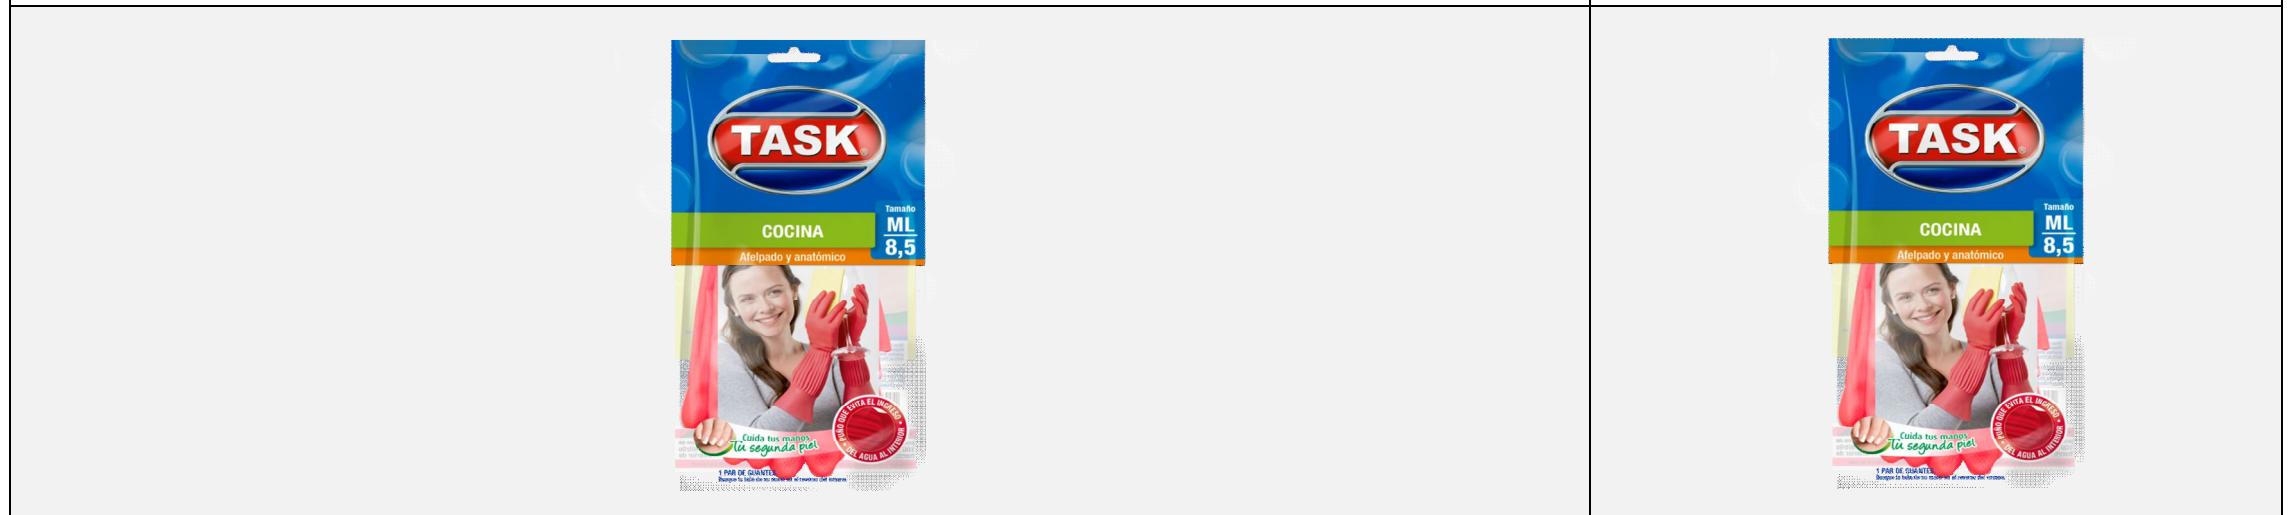 TASK
Tamaño
ML
8,5
COCINA
Afelpado y anatómico
PUÑO QUE EVITA EL INGRESO
DEL AGUA AL INTERIOR
Cuida tus manos
Tu segunda piel
1 PAR DE GUANTES
TASK
Tamaño
ML
8,5
COCINA
Afelpado y anatómico
PUÑO QUE EVITA EL INGRESO
DEL AGUA AL INTERIOR
Cuida tus manos
Tu segunda piel
1 PAR DE GUANTES